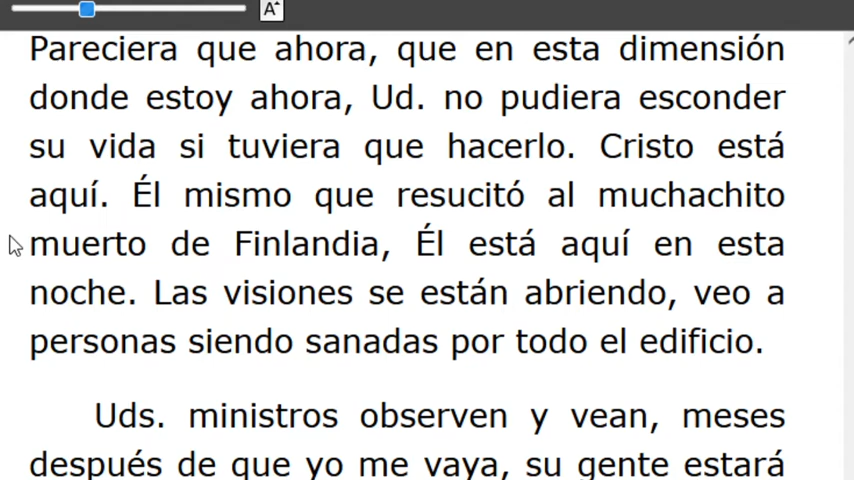 A
Pareciera que ahora, que en esta dimensión
donde estoy ahora, Ud. no pudiera esconder
su vida si tuviera que hacerlo. Cristo está
aquí. Él mismo que resucitó al muchachito
muerto de Finlandia, Él está aquí en esta
noche. Las visiones se están abriendo, veo a
personas siendo sanadas por todo el edificio.
Uds. ministros observen y vean, meses
después de que yo me vaya, su gente estará